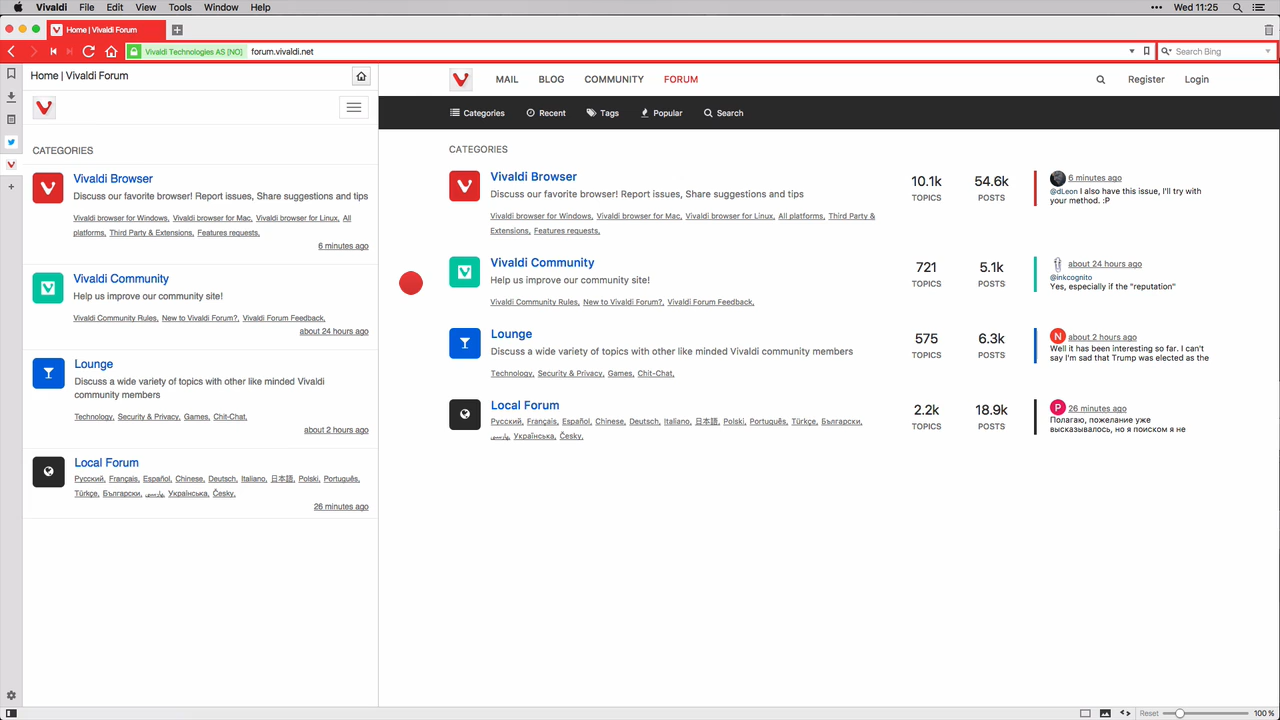 Vivaldi File Edit View Tools Window Help
Wed 11:25
Home | Vivaldi Forum
Vivaldi Technologies AS [NO] forum.vivaldi.net
Search Bing
Home | Vivaldi Forum
CATEGORIES
Vivaldi Browser
Discuss our favorite browser! Report issues, Share suggestions and tips
Vivaldi browser for Windows, Vivaldi browser for Mac, Vivaldi browser for Linux, All
platforms, Third Party & Extensions, Features requests,
6 minutes ago
Vivaldi Community
Help us improve our community site!
Vivaldi Community Rules, New to Vivaldi Forum?, Vivaldi Forum Feedback,
about 24 hours ago
Lounge
Discuss a wide variety of topics with other like minded Vivaldi
community members
Technology, Security & Privacy, Games, Chit-Chat,
about 2 hours ago
Local Forum
Русский, Français, Español, Chinese, Deutsch, Italiano, 日本語, Polski, Português,
Türkçe, Български, پارسی, Українська, Česky,
26 minutes ago
MAIL BLOG COMMUNITY FORUM
Register Login
Categories Recent Tags Popular Search
CATEGORIES
Vivaldi Browser
Discuss our favorite browser! Report issues, Share suggestions and tips
Vivaldi browser for Windows, Vivaldi browser for Mac, Vivaldi browser for Linux, All platforms, Third Party &
Extensions, Features requests,
10.1k 54.6k
TOPICS POSTS
6 minutes ago
@dLeon I also have this issue, I'll try with
your method. :P
Vivaldi Community
Help us improve our community site!
Vivaldi Community Rules, New to Vivaldi Forum?, Vivaldi Forum Feedback,
721 5.1k
TOPICS POSTS
about 24 hours ago
@inkcognito
Yes, especially if the "reputation"
Lounge
Discuss a wide variety of topics with other like minded Vivaldi community members
Technology, Security & Privacy, Games, Chit-Chat,
575 6.3k
TOPICS POSTS
N about 2 hours ago
Well it has been interesting so far. I can't
say I'm sad that Trump was elected as the
Local Forum
Русский, Français, Español, Chinese, Deutsch, Italiano, 日本語, Polski, Português, Türkçe, Български,
پارسی, Українська, Česky,
2.2k 18.9k
TOPICS POSTS
P 26 minutes ago
Полагаю, пожелание уже
высказывалось, но я поиском я не
Reset 100 %